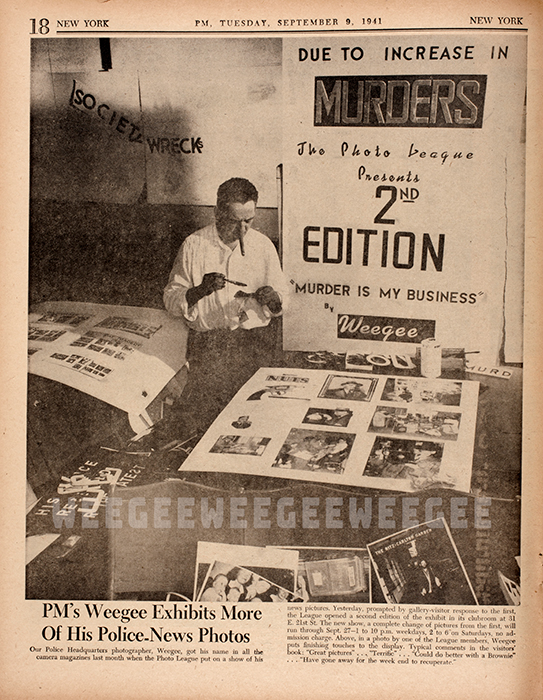 18 NEW YORK
PM, TUESDAY, SEPTEMBER 9, 1941
NEW YORK
SOCIETY
WRECK
DUE TO INCREASE IN
MURDERS
The Photo League
Presents
2ND
EDITION
"MURDER IS MY BUSINESS"
By
Weegee
MURD
NUTS
HIS
WEEGEEWEEGEEWEEGEEWEEGEE
PM's Weegee Exhibits More
Of His Police-News Photos
Our Police Headquarters photographer, Weegee, got his name in all the
camera magazines last month when the Photo League put on a show of his
news pictures. Yesterday, prompted by gallery-visitor response to the first,
the League opened a second edition of the exhibit in its clubroom at 31
E. 21st St. The new show, a complete change of pictures from the first, will
run through Sept. 27—1 to 10 p.m. weekdays, 2 to 6 on Saturdays, no ad-
mission charge. Above, in a photo by one of the League members, Weegee
puts finishing touches to the display. Typical comments in the visitors'
book: "Great pictures" . . . "Terrific" . . . "Could do better with a Brownie"
. . . "Have gone away for the week end to recuperate."